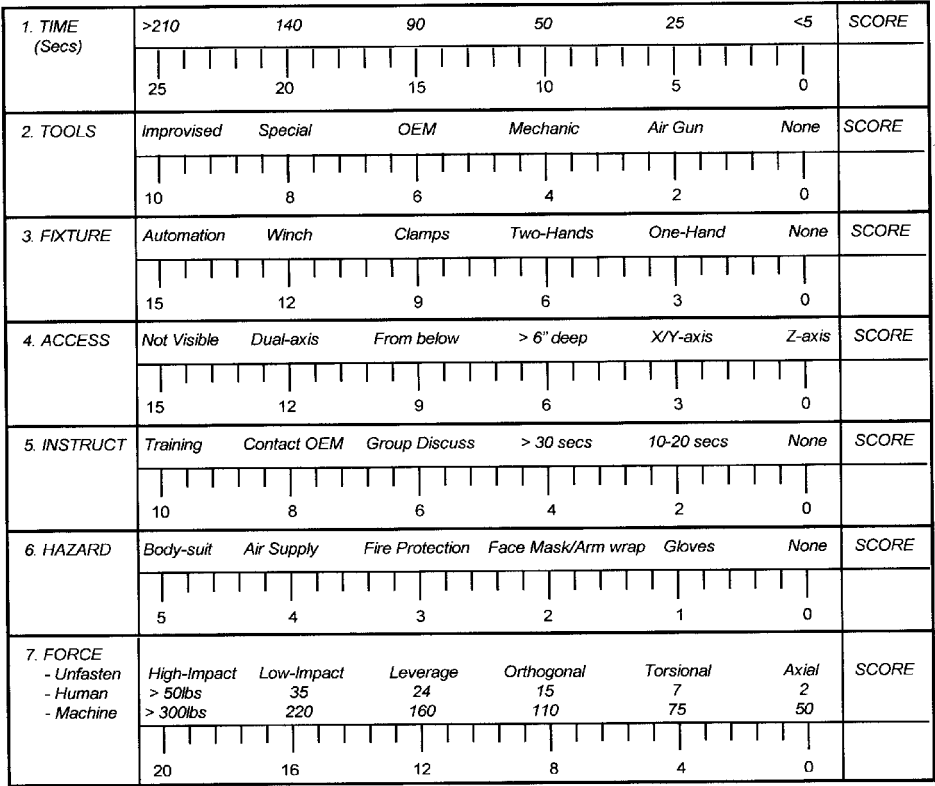 1. TIME >210 140 90 50 25 <5 SCORE
(Secs)
25 20 15 10 5 0
2. TOOLS Improvised Special OEM Mechanic Air Gun None SCORE
10 8 6 4 2 0
3. FIXTURE Automation Winch Clamps Two-Hands One-Hand None SCORE
15 12 9 6 3 0
4. ACCESS Not Visible Dual-axis From below > 6" deep X/Y-axis Z-axis SCORE
15 12 9 6 3 0
5. INSTRUCT Training Contact OEM Group Discuss > 30 secs 10-20 secs None SCORE
10 8 6 4 2 0
6. HAZARD Body-suit Air Supply Fire Protection Face Mask/Arm wrap Gloves None SCORE
5 4 3 2 1 0
7. FORCE
- Unfasten High-Impact Low-Impact Leverage Orthogonal Torsional Axial SCORE
- Human > 50lbs 35 24 15 7 2
- Machine > 300lbs 220 160 110 75 50
20 16 12 8 4 0